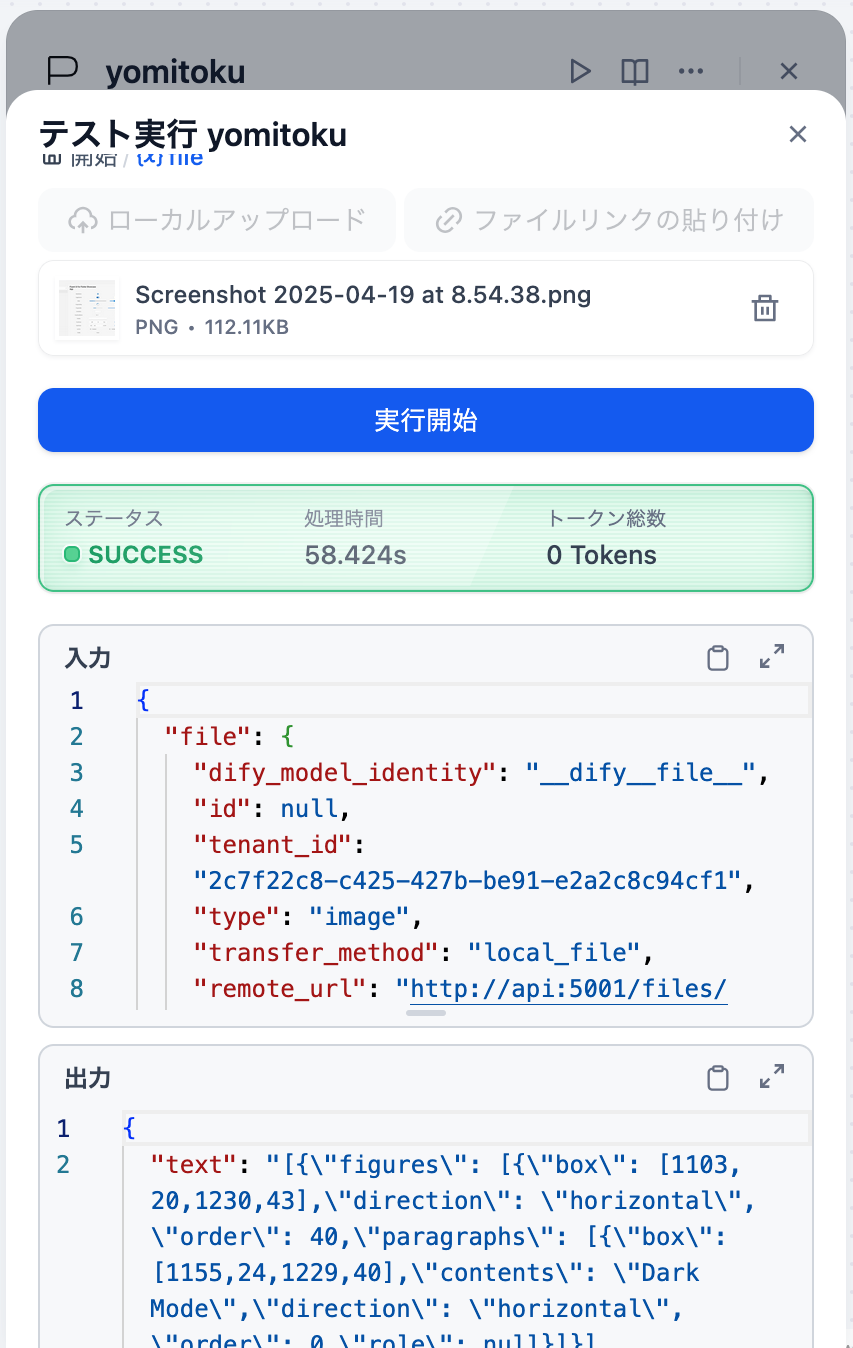 yomitoku
テスト実行 yomitoku
開始 / {x} file
ローカルアップロード
ファイルリンクの貼り付け
Screenshot 2025-04-19 at 8.54.38.png
PNG • 112.11KB
実行開始
ステータス 処理時間 トークン総数
SUCCESS 58.424s 0 Tokens
入力
1 {
2 "file": {
3 "dify_model_identity": "__dify__file__",
4 "id": null,
5 "tenant_id":
"2c7f22c8-c425-427b-be91-e2a2c8c94cf1",
6 "type": "image",
7 "transfer_method": "local_file",
8 "remote_url": "http://api:5001/files/
出力
1 {
2 "text": "[{\"figures\": [{\"box\": [1103,
20,1230,43],\"direction\": \"horizontal\",
\"order\": 40,\"paragraphs\": [{\"box\":
[1155,24,1229,40],\"contents\": \"Dark
Mode\",\"direction\": \"horizontal\",
\"order\": 0,\"role\": null}]}]